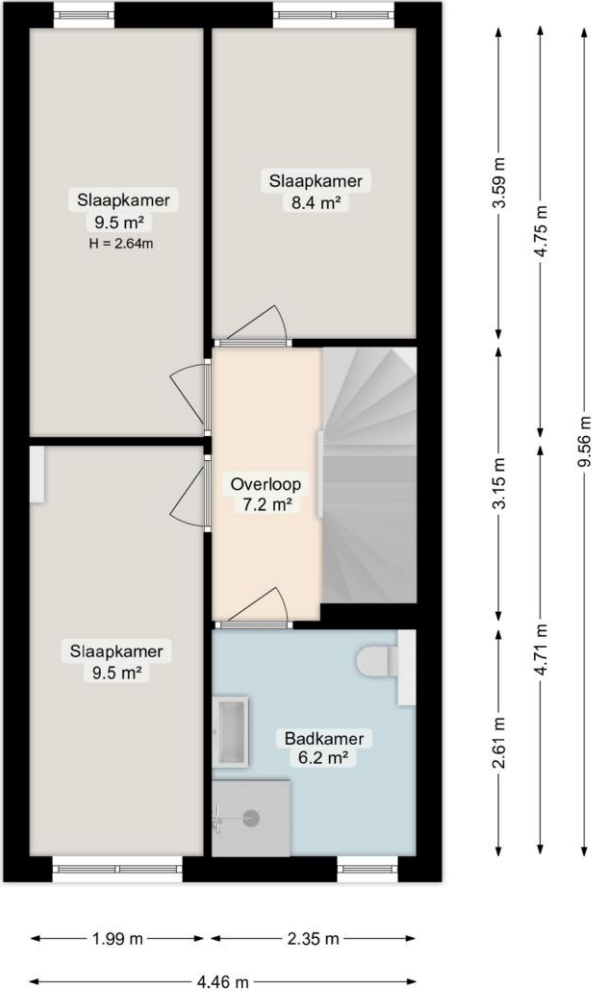 Slaapkamer
9.5 m²
H = 2.64m
Slaapkamer
8.4 m²
Overloop
7.2 m²
Slaapkamer
9.5 m²
Badkamer
6.2 m²
3.59 m
4.75 m
9.56 m
3.15 m
4.71 m
2.61 m
1.99 m
2.35 m
4.46 m